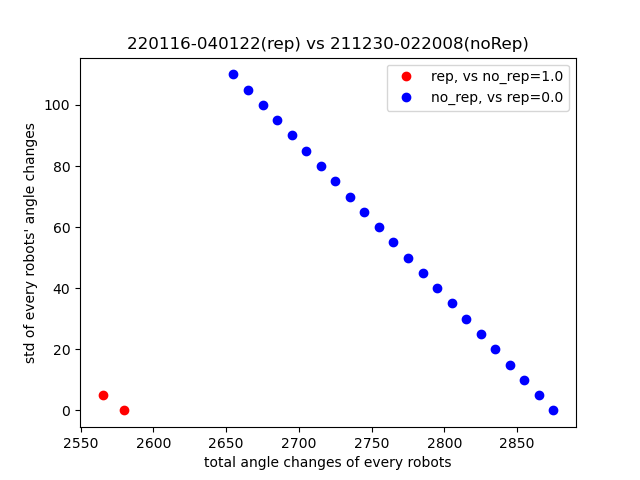 220116-040122(rep) vs 211230-022008(noRep)
rep, vs no_rep=1.0
no_rep, vs rep=0.0
std of every robots' angle changes
100
80
60
40
20
0
2550 2600 2650 2700 2750 2800 2850
total angle changes of every robots